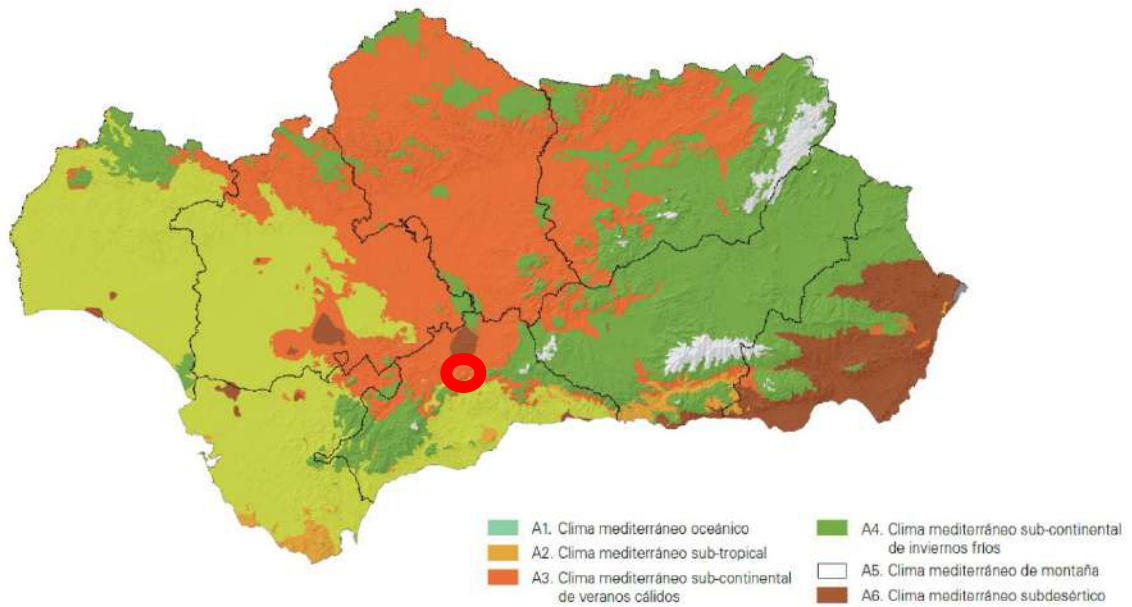 A1. Clima mediterráneo oceánico
A2. Clima mediterráneo sub-tropical
A3. Clima mediterráneo sub-continental
de veranos cálidos
A4. Clima mediterráneo sub-continental
de inviernos fríos
A5. Clima mediterráneo de montaña
A6. Clima mediterráneo subdesértico